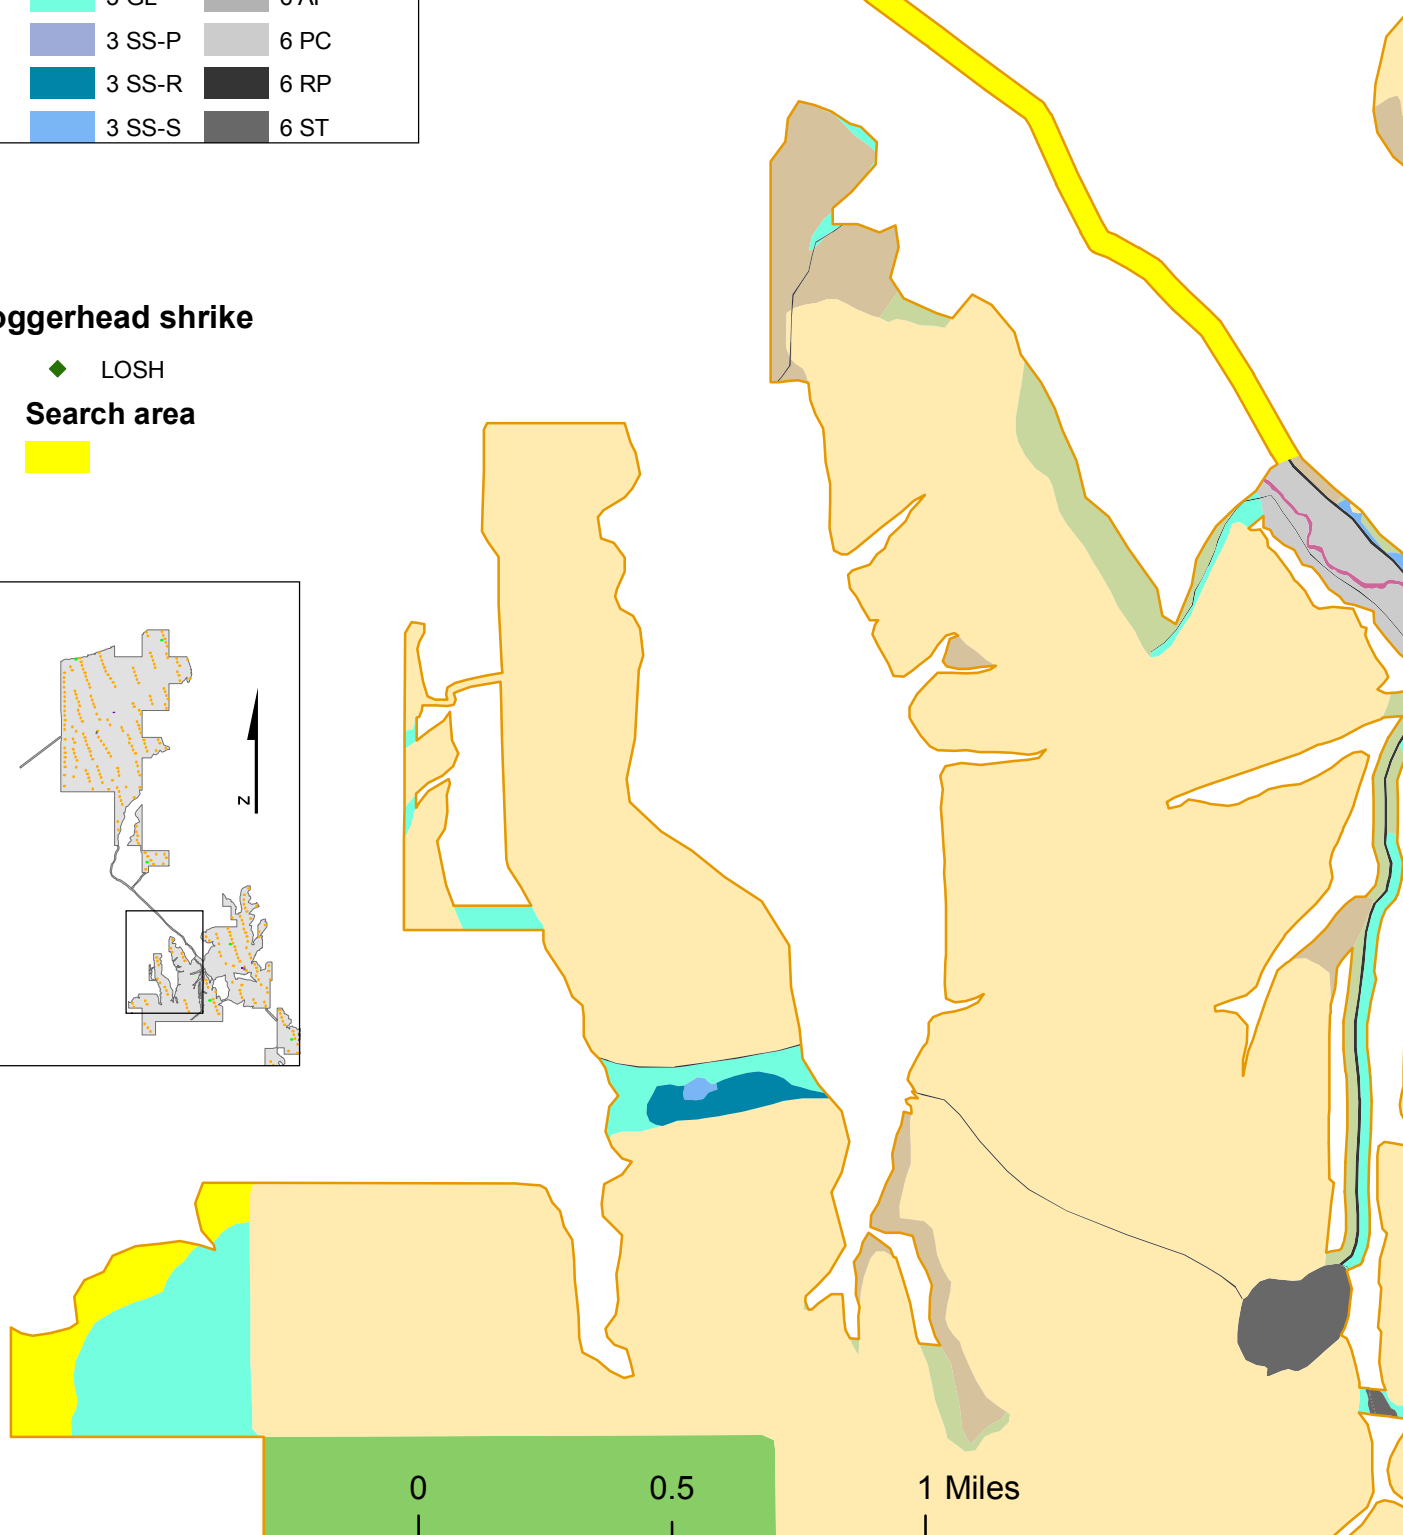 3 SS-P 6 PC
3 SS-R 6 RP
3 SS-S 6 ST
oggerhead shrike
LOSH
Search area
N
0 0.5 1 Miles